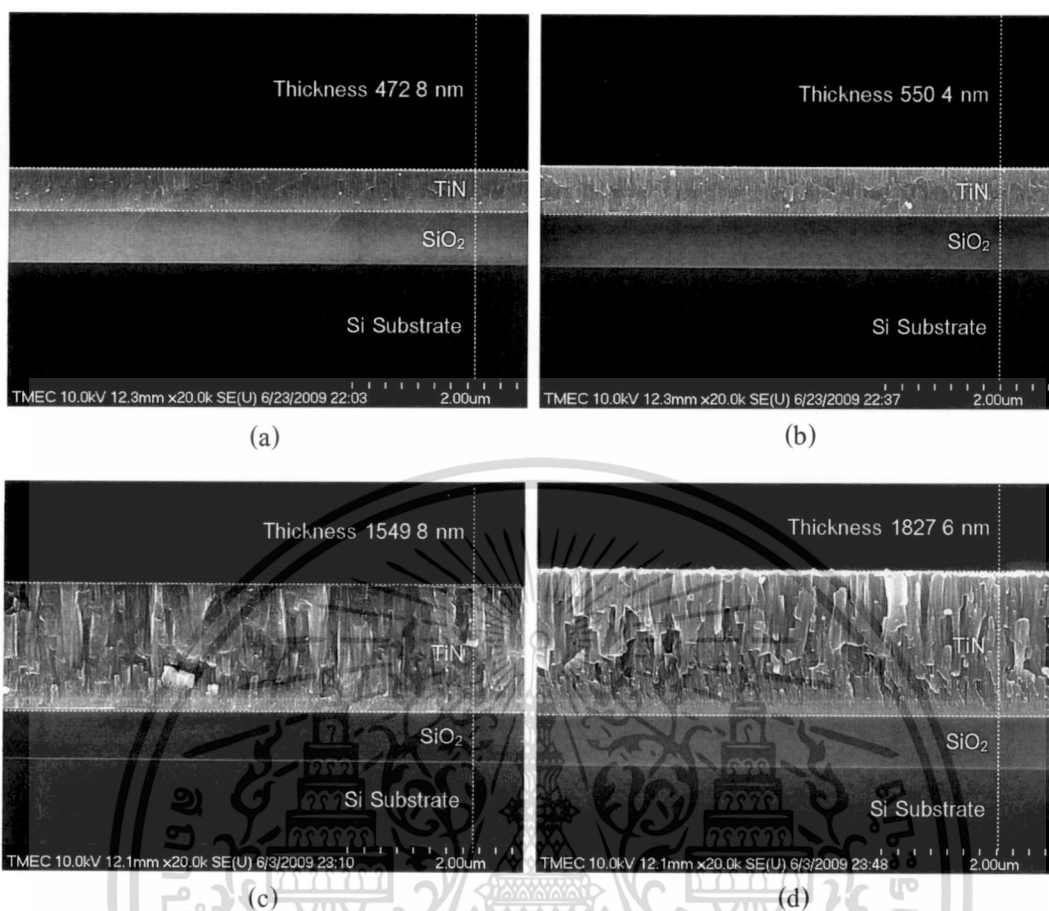 Thickness 472 8 nm
TiN
SiO₂
Si Substrate
TMEC 10.0kV 12.3mm x20.0k SE(U) 6/23/2009 22:03 2.00um
(a)
Thickness 550 4 nm
TiN
SiO₂
Si Substrate
TMEC 10.0kV 12.3mm x20.0k SE(U) 6/23/2009 22:37 2.00um
(b)
Thickness 1549 8 nm
TiN
SiO₂
Si Substrate
TMEC 10.0kV 12.1mm x20.0k SE(U) 6/3/2009 23:10 2.00um
(c)
Thickness 1827 6 nm
TiN
SiO₂
Si Substrate
TMEC 10.0kV 12.1mm x20.0k SE(U) 6/3/2009 23:48 2.00um
(d)